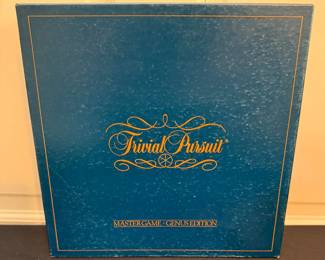 Trivial Pursuit®
MASTER GAME - GENUS EDITION